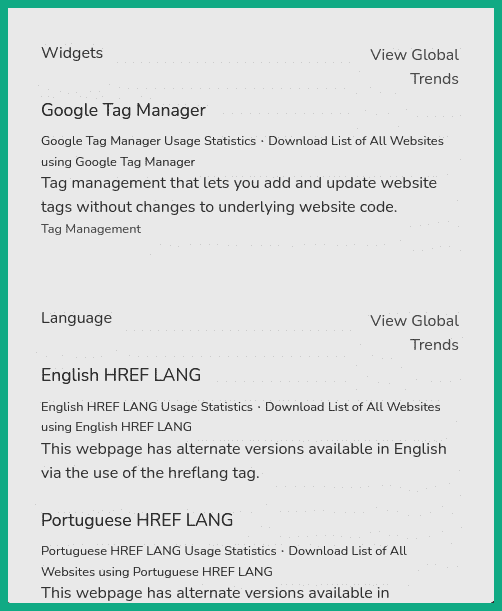 Widgets
View Global
Trends
Google Tag Manager
Google Tag Manager Usage Statistics · Download List of All Websites
using Google Tag Manager
Tag management that lets you add and update website
tags without changes to underlying website code.
Tag Management
Language
View Global
Trends
English HREF LANG
English HREF LANG Usage Statistics · Download List of All Websites
using English HREF LANG
This webpage has alternate versions available in English
via the use of the hreflang tag.
Portuguese HREF LANG
Portuguese HREF LANG Usage Statistics · Download List of All
Websites using Portuguese HREF LANG
This webpage has alternate versions available in